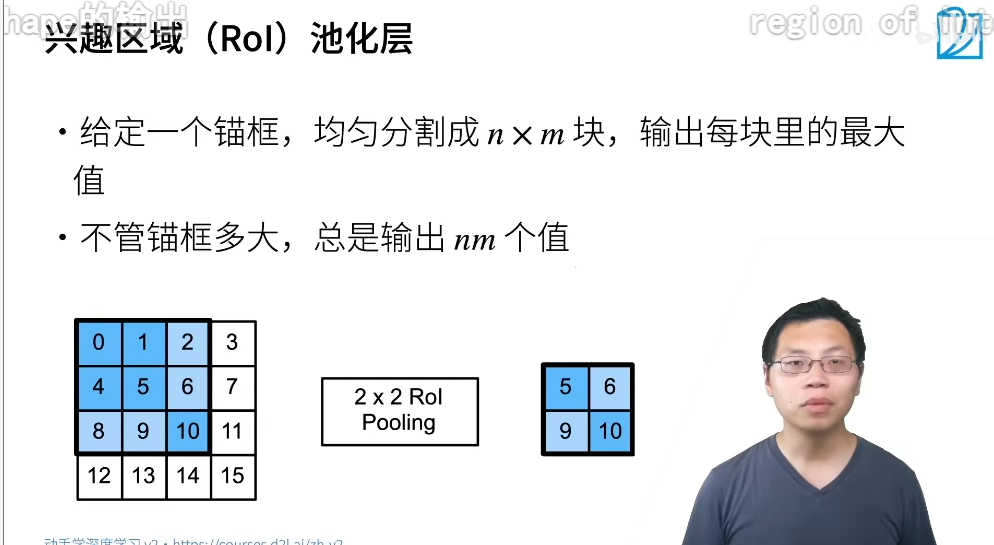 hape的输出
region of int
兴趣区域（RoI）池化层
• 给定一个锚框，均匀分割成 n × m 块，输出每块里的最大
值
• 不管锚框多大，总是输出 nm 个值
0 1 2 3
4 5 6 7
8 9 10 11
12 13 14 15
2 x 2 RoI
Pooling
5 6
9 10
动手学深度学习 v2 • https://courses.d2l.ai/zh-v2